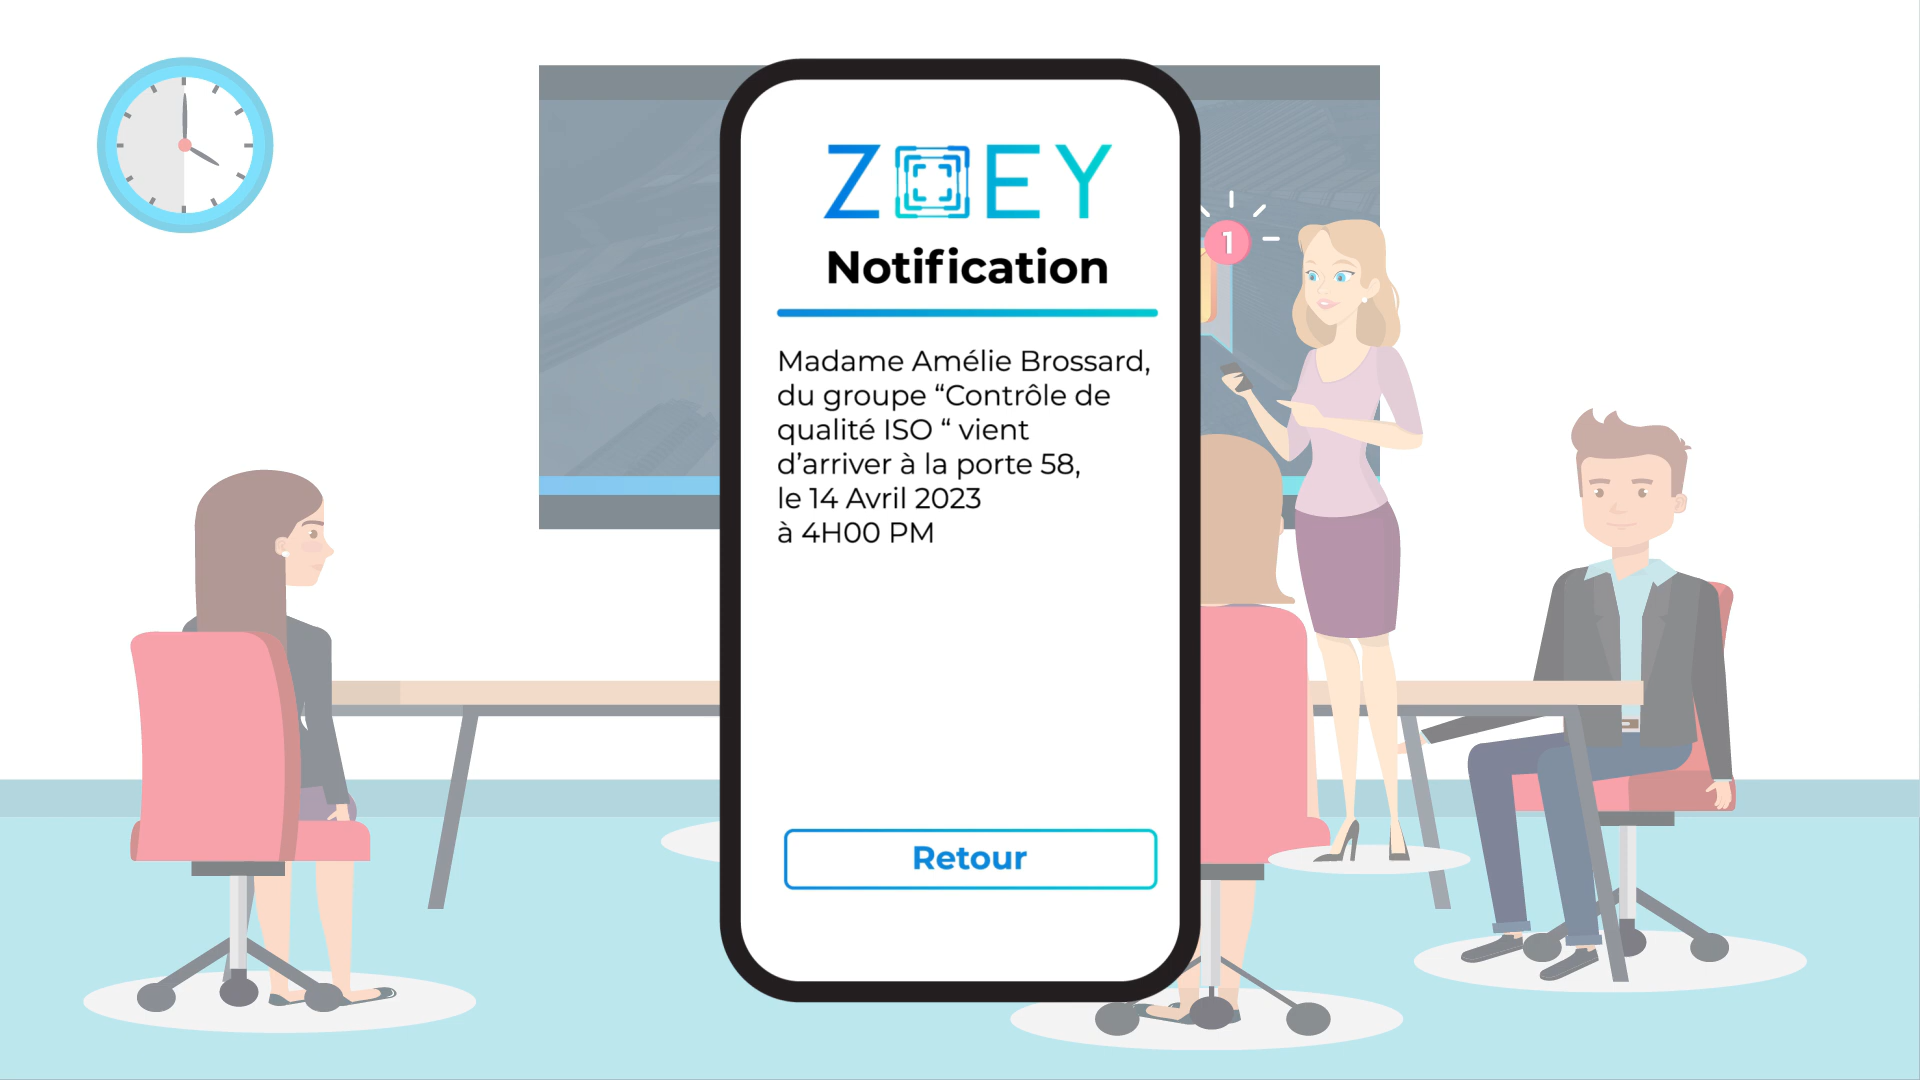 ZOEY
1
Notification
Madame Amélie Brossard,
du groupe “Contrôle de
qualité ISO “ vient
d’arriver à la porte 58,
le 14 Avril 2023
à 4H00 PM
Retour